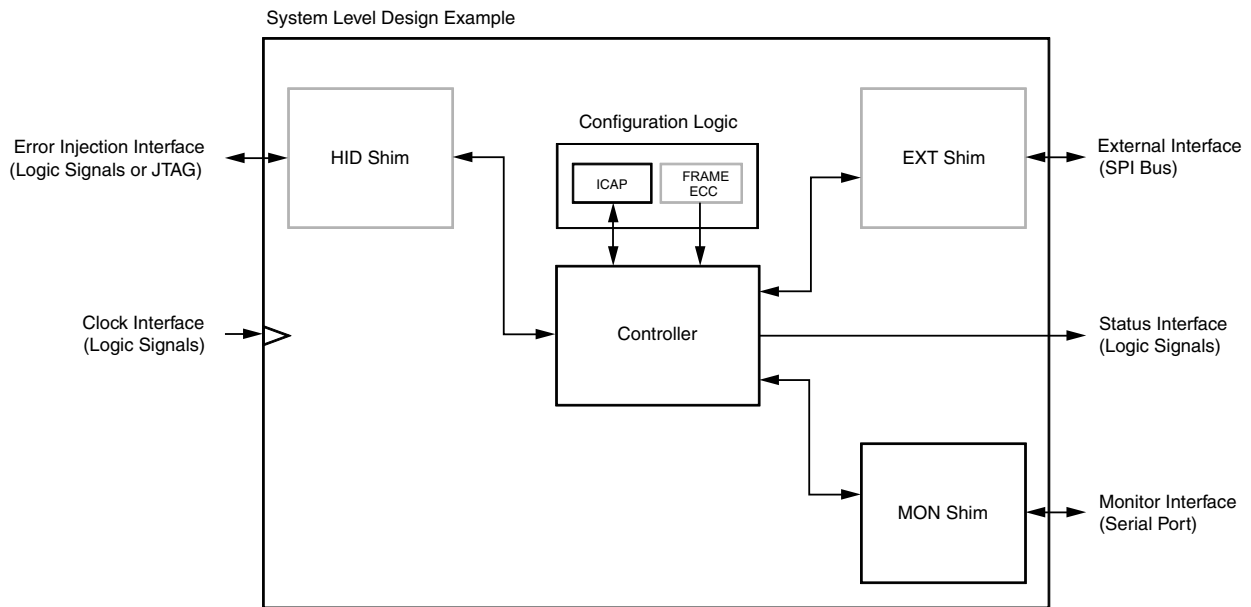 System Level Design Example
Error Injection Interface
(Logic Signals or JTAG)
HID Shim
Configuration Logic
ICAP
FRAME
ECC
EXT Shim
External Interface
(SPI Bus)
Clock Interface
(Logic Signals)
Controller
Status Interface
(Logic Signals)
MON Shim
Monitor Interface
(Serial Port)